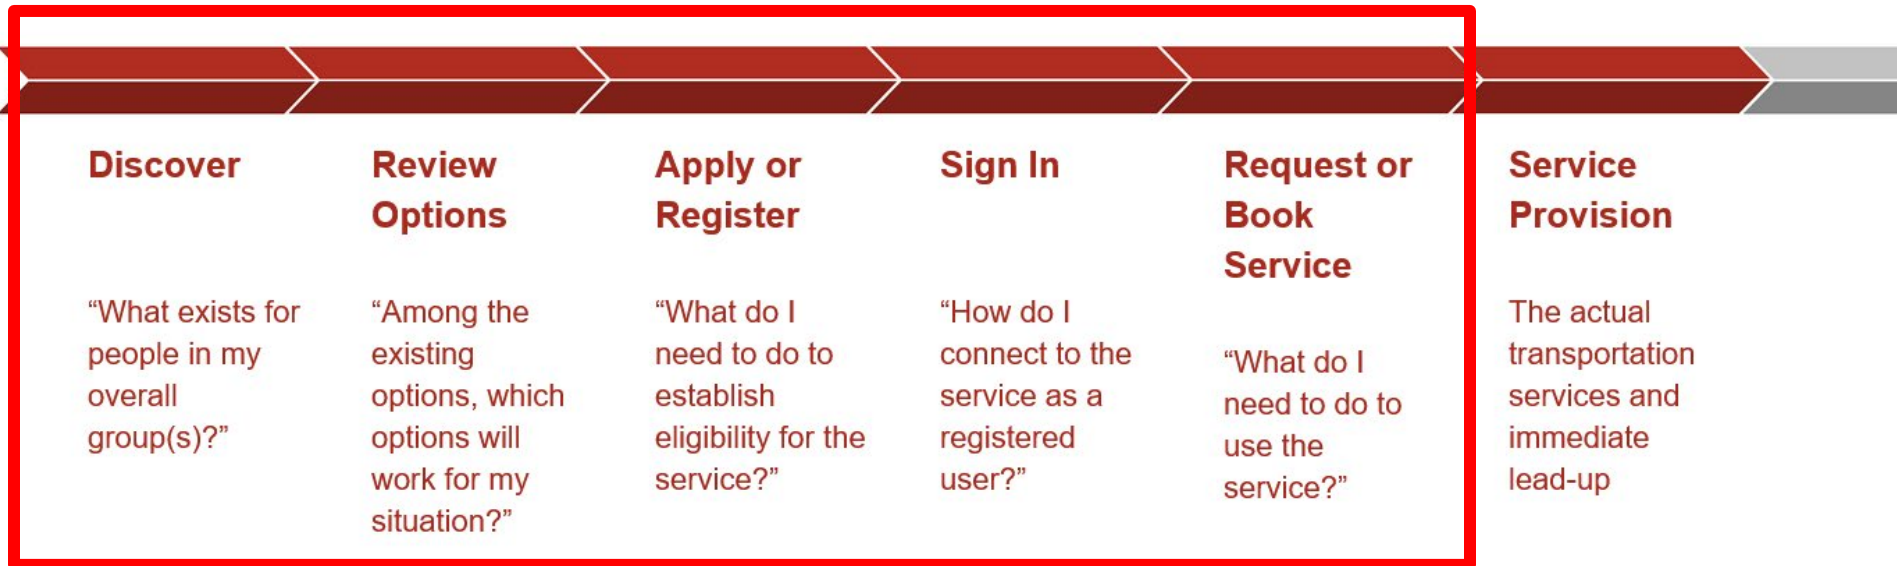 Discover
“What exists for
people in my
overall
group(s)?”
Review
Options
“Among the
existing
options, which
options will
work for my
situation?”
Apply or
Register
“What do I
need to do to
establish
eligibility for the
service?”
Sign In
“How do I
connect to the
service as a
registered
user?”
Request or
Book
Service
“What do I
need to do to
use the
service?”
Service
Provision
The actual
transportation
services and
immediate
lead-up